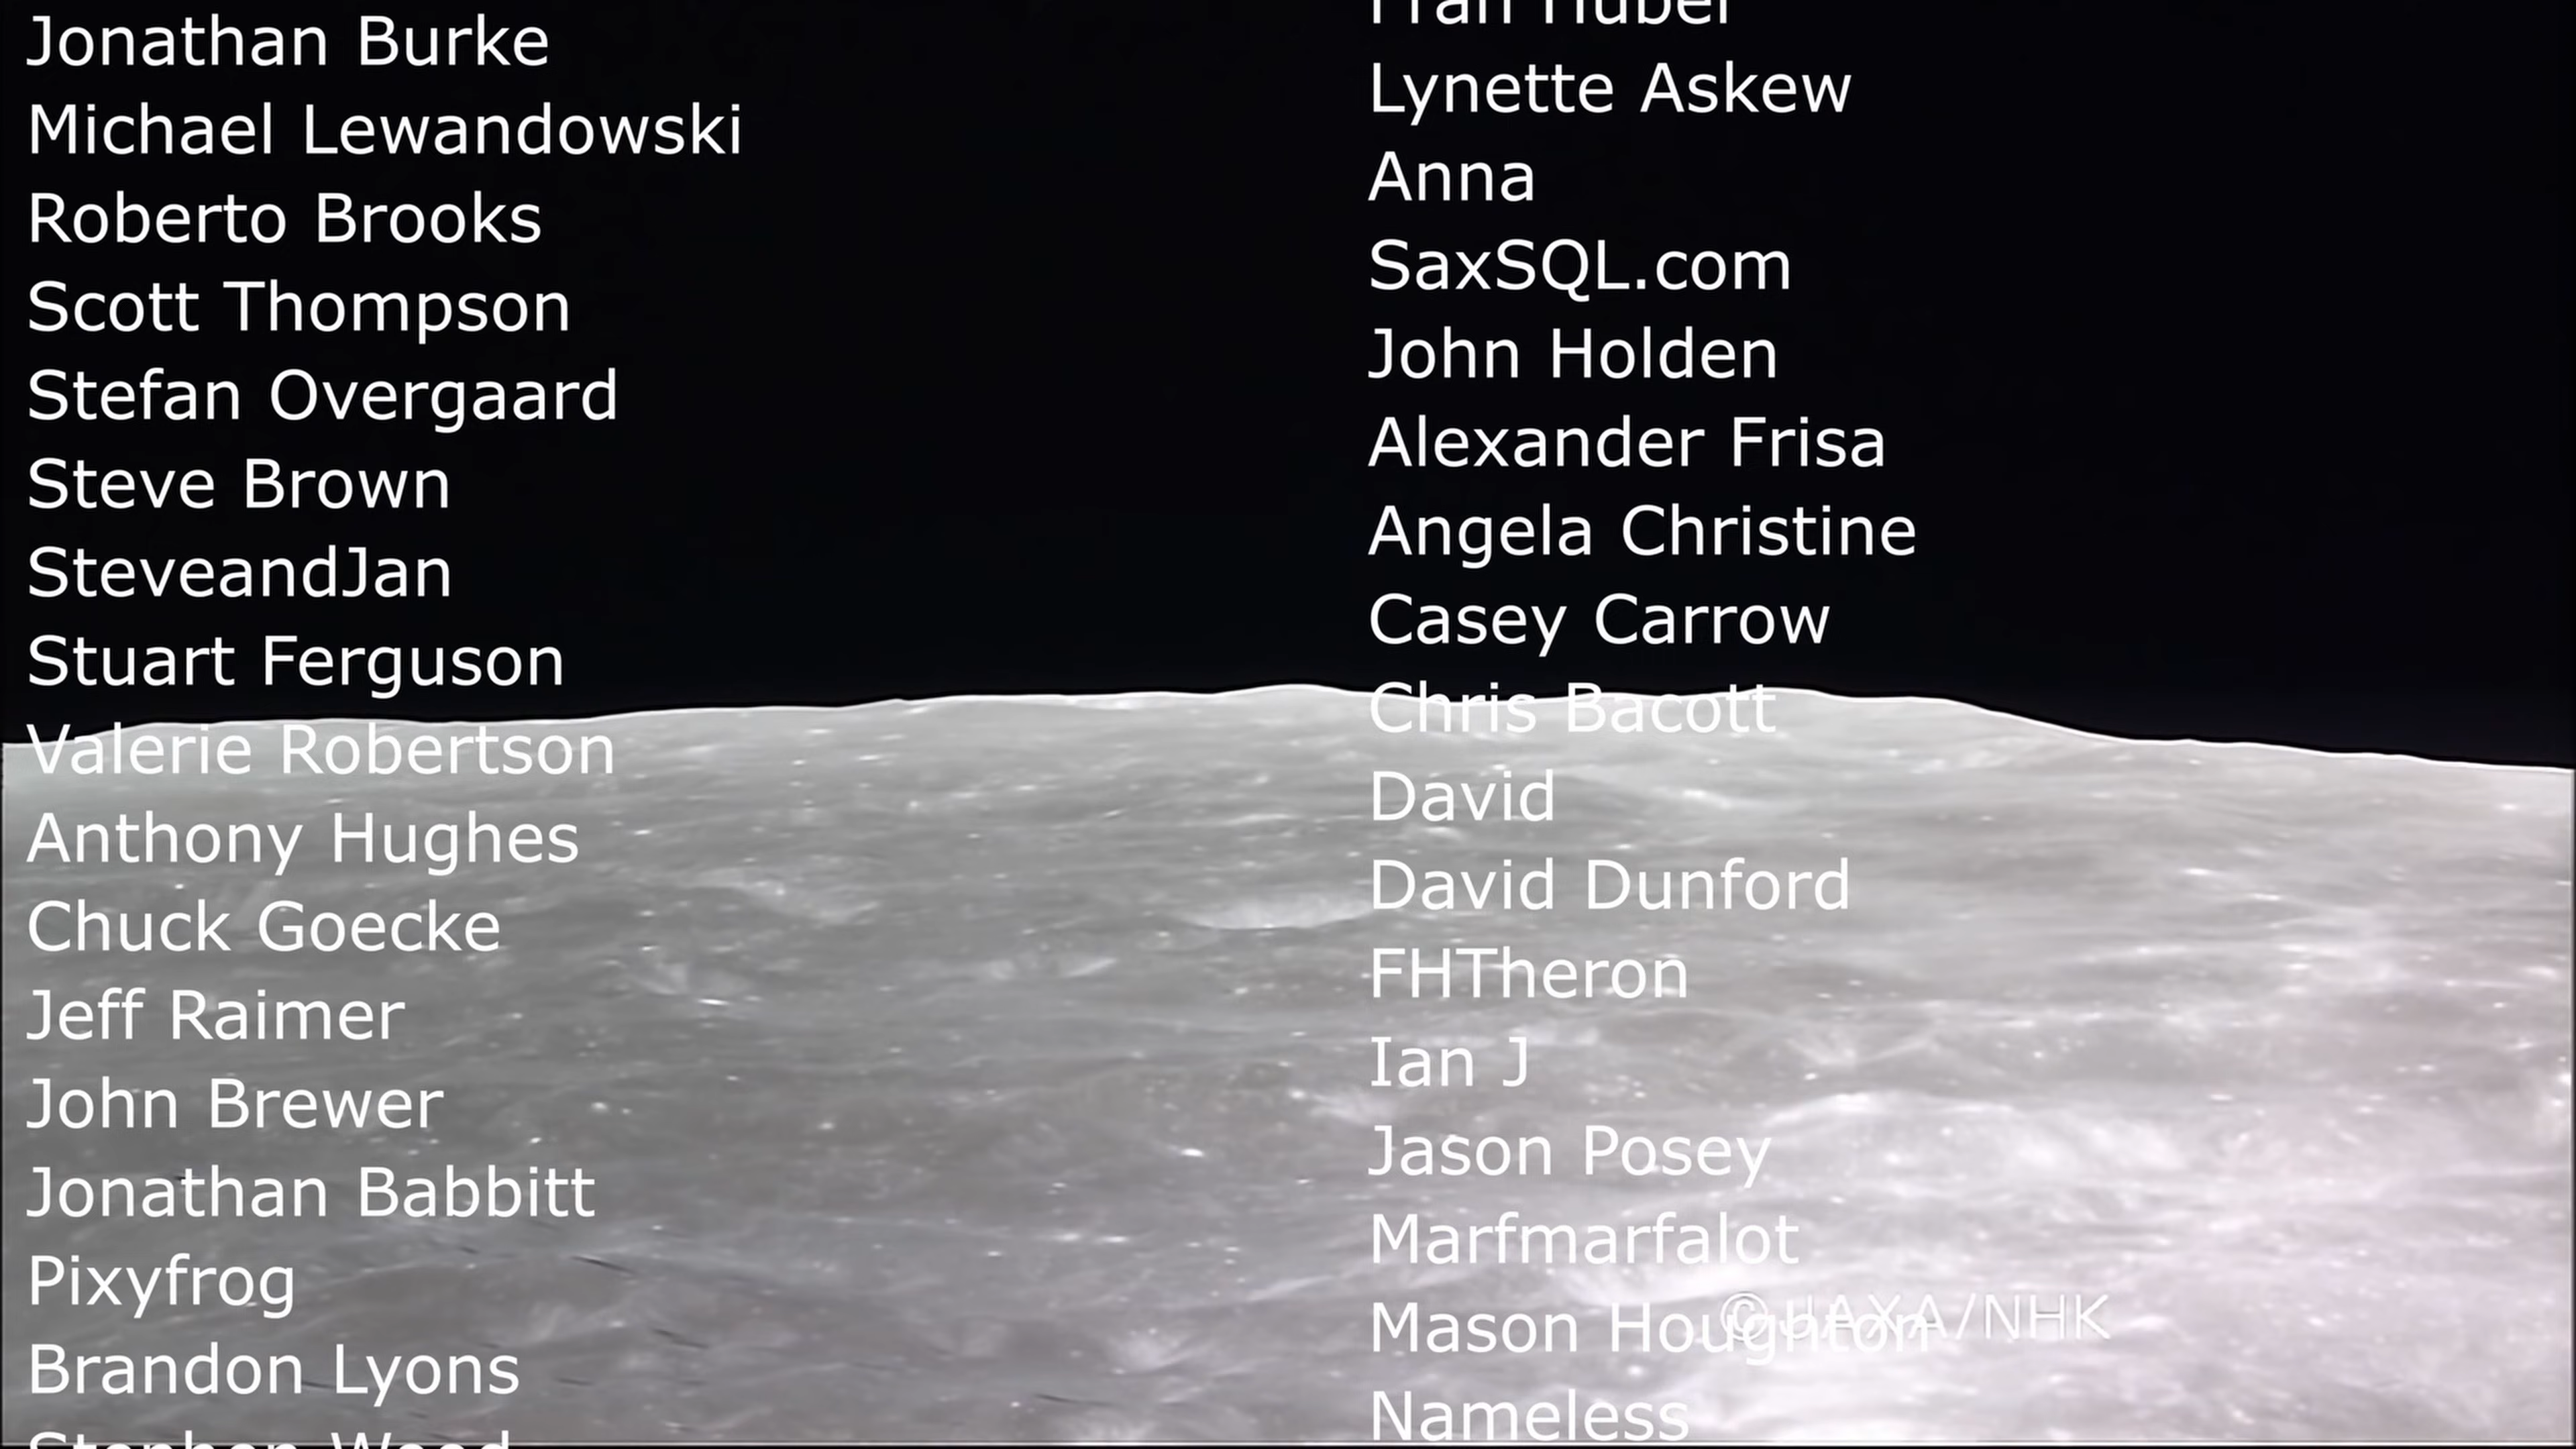 Jonathan Burke
Michael Lewandowski
Roberto Brooks
Scott Thompson
Stefan Overgaard
Steve Brown
SteveandJan
Stuart Ferguson
Valerie Robertson
Anthony Hughes
Chuck Goecke
Jeff Raimer
John Brewer
Jonathan Babbitt
Pixyfrog
Brandon Lyons
Fran Huber
Lynette Askew
Anna
SaxSQL.com
John Holden
Alexander Frisa
Angela Christine
Casey Carrow
Chris Bacott
David
David Dunford
FHTheron
Ian J
Jason Posey
Marfmarfalot
Mason Houghton
©JAXA/NHK
Nameless